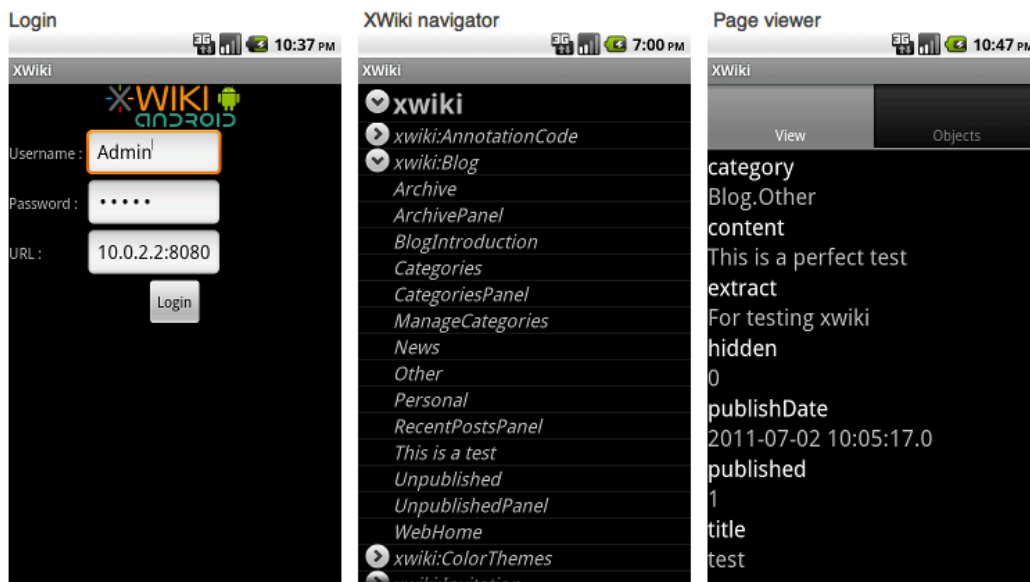 Login
10:37 PM
XWiki
X-WIKI
ANDROID
Username :
Admin
Password :
•••••
URL :
10.0.2.2:8080
Login
XWiki navigator
3G
7:00 PM
XWiki
xwiki
xwiki:AnnotationCode
xwiki:Blog
Archive
ArchivePanel
BlogIntroduction
Categories
CategoriesPanel
ManageCategories
News
Other
Personal
RecentPostsPanel
This is a test
Unpublished
UnpublishedPanel
WebHome
xwiki:ColorThemes
xwiki:Invitation
Page viewer
3G
10:47 PM
XWiki
View
Objects
category
Blog.Other
content
This is a perfect test
extract
For testing xwiki
hidden
0
publishDate
2011-07-02 10:05:17.0
published
1
title
test